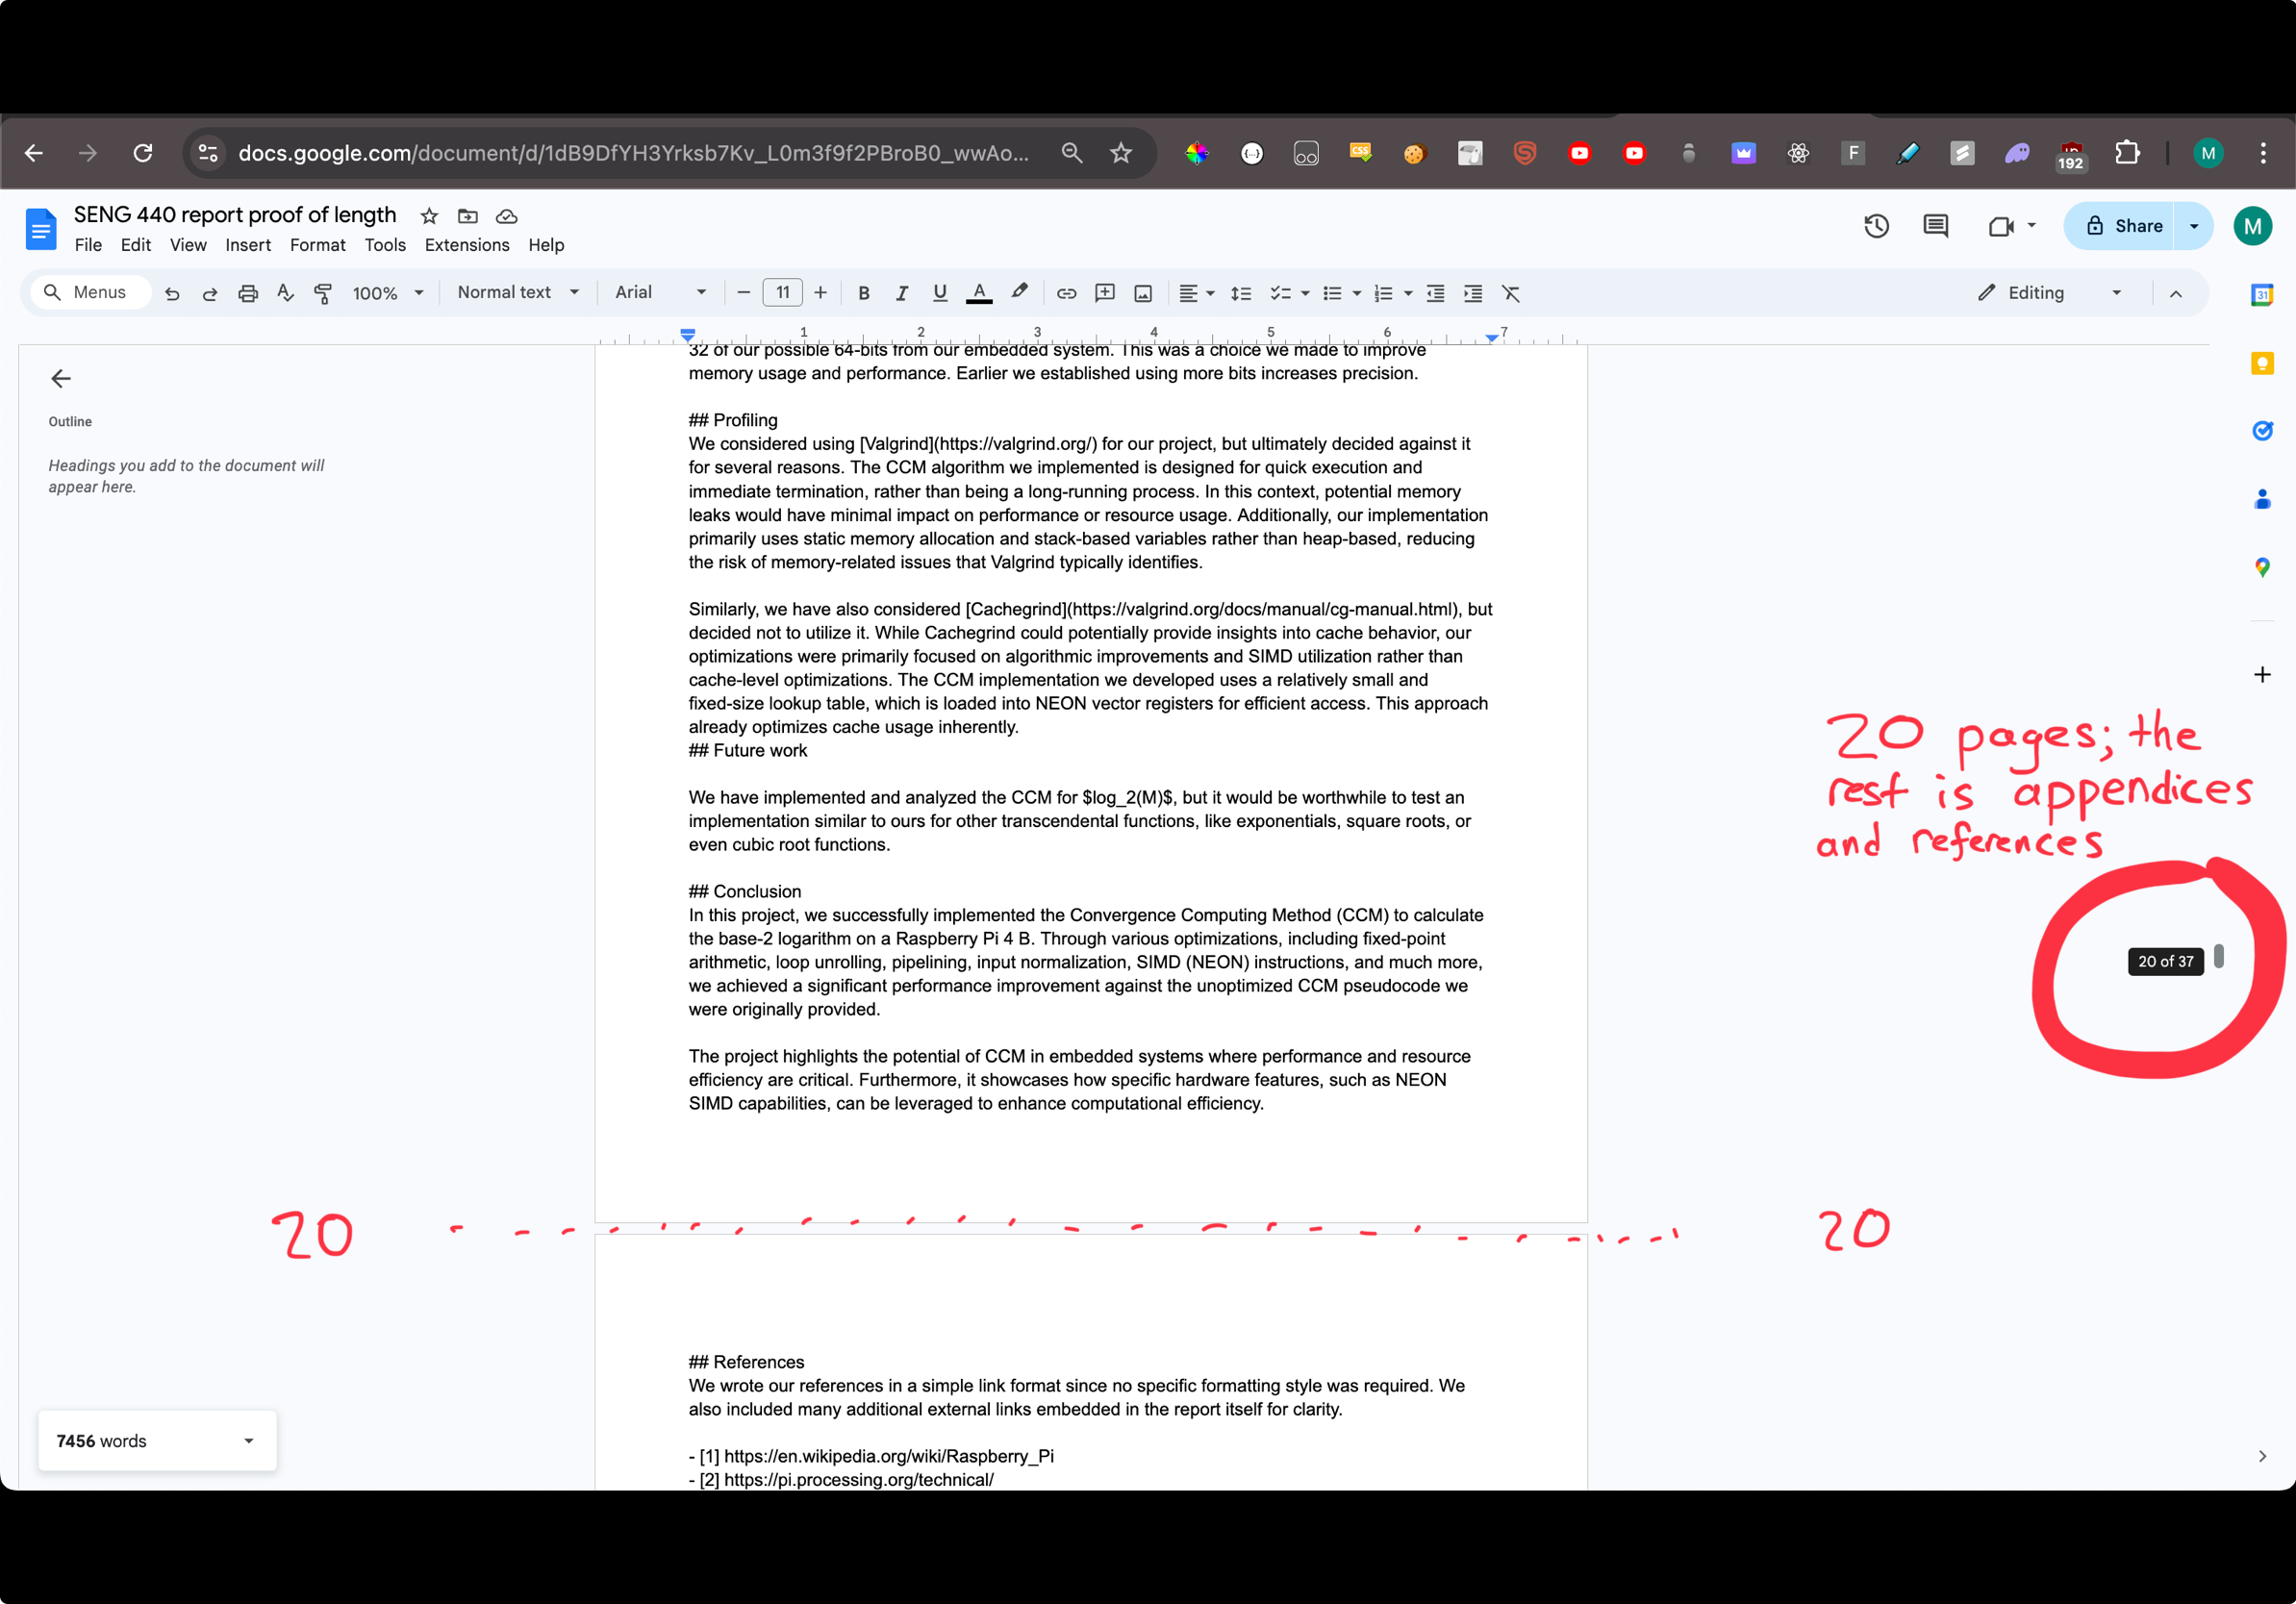 docs.google.com/document/d/1dB9DfYH3Yrksb7Kv_L0m3f9f2PBroB0_wwAo...
CSS
F
192
M
SENG 440 report proof of length
File Edit View Insert Format Tools Extensions Help
Share
M
Menus
100%
Normal text
Arial
11
B I U A
Editing
31
1 2 3 4 5 6 7
Outline
Headings you add to the document will
appear here.
32 of our possible 64-bits from our embedded system. This was a choice we made to improve
memory usage and performance. Earlier we established using more bits increases precision.
## Profiling
We considered using [Valgrind](https://valgrind.org/) for our project, but ultimately decided against it
for several reasons. The CCM algorithm we implemented is designed for quick execution and
immediate termination, rather than being a long-running process. In this context, potential memory
leaks would have minimal impact on performance or resource usage. Additionally, our implementation
primarily uses static memory allocation and stack-based variables rather than heap-based, reducing
the risk of memory-related issues that Valgrind typically identifies.
Similarly, we have also considered [Cachegrind](https://valgrind.org/docs/manual/cg-manual.html), but
decided not to utilize it. While Cachegrind could potentially provide insights into cache behavior, our
optimizations were primarily focused on algorithmic improvements and SIMD utilization rather than
cache-level optimizations. The CCM implementation we developed uses a relatively small and
fixed-size lookup table, which is loaded into NEON vector registers for efficient access. This approach
already optimizes cache usage inherently.
## Future work
We have implemented and analyzed the CCM for $log_2(M)$, but it would be worthwhile to test an
implementation similar to ours for other transcendental functions, like exponentials, square roots, or
even cubic root functions.
## Conclusion
In this project, we successfully implemented the Convergence Computing Method (CCM) to calculate
the base-2 logarithm on a Raspberry Pi 4 B. Through various optimizations, including fixed-point
arithmetic, loop unrolling, pipelining, input normalization, SIMD (NEON) instructions, and much more,
we achieved a significant performance improvement against the unoptimized CCM pseudocode we
were originally provided.
The project highlights the potential of CCM in embedded systems where performance and resource
efficiency are critical. Furthermore, it showcases how specific hardware features, such as NEON
SIMD capabilities, can be leveraged to enhance computational efficiency.
20 pages; the
rest is appendices
and references
20 of 37
20 20
## References
We wrote our references in a simple link format since no specific formatting style was required. We
also included many additional external links embedded in the report itself for clarity.
- [1] https://en.wikipedia.org/wiki/Raspberry_Pi
- [2] https://pi.processing.org/technical/
7456 words